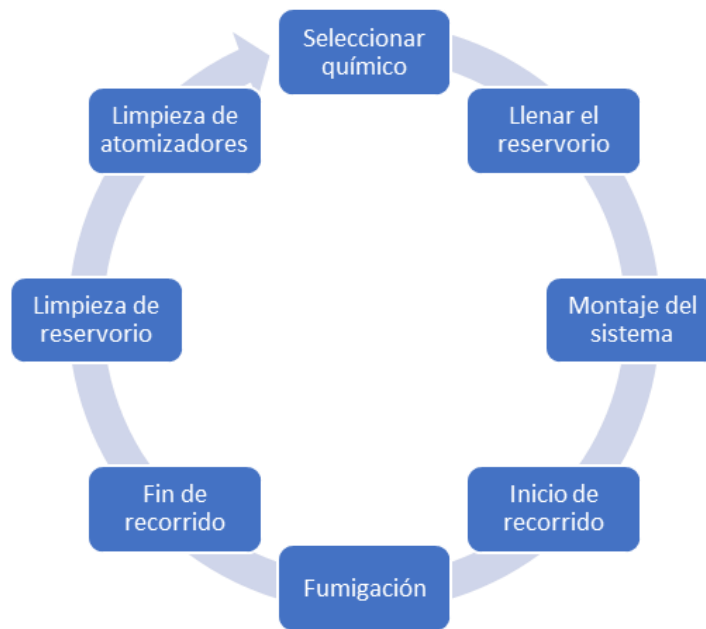 Seleccionar
químico
Llenar el
reservorio
Montaje del
sistema
Inicio de
recorrido
Fumigación
Fin de
recorrido
Limpieza de
reservorio
Limpieza de
atomizadores